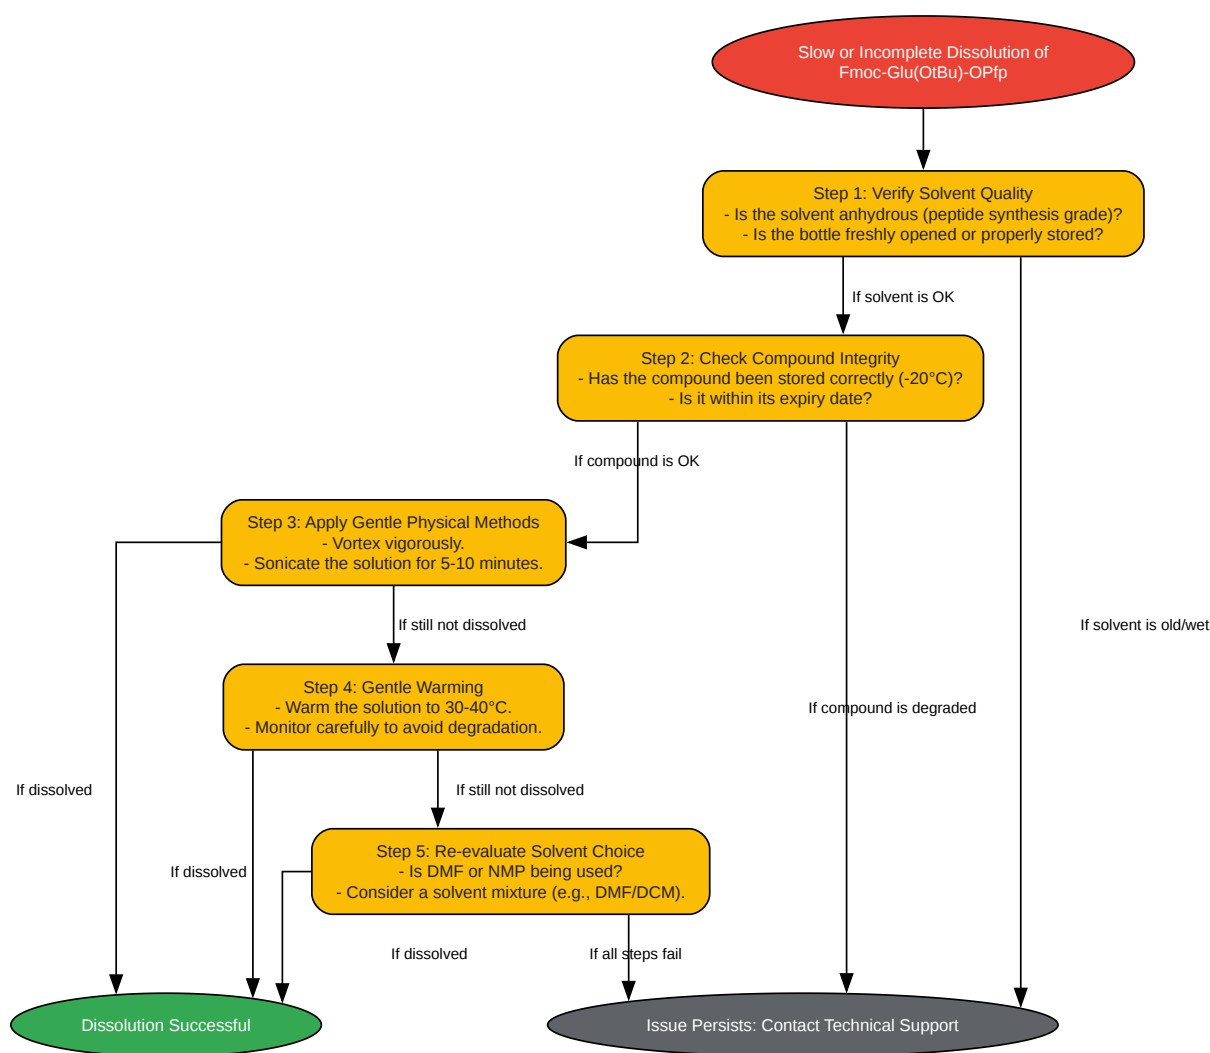 Slow or Incomplete Dissolution of
Fmoc-Glu(OtBu)-OPfp
Step 1: Verify Solvent Quality
- Is the solvent anhydrous (peptide synthesis grade)?
- Is the bottle freshly opened or properly stored?
If solvent is OK
Step 2: Check Compound Integrity
- Has the compound been stored correctly (-20°C)?
- Is it within its expiry date?
If compound is OK
Step 3: Apply Gentle Physical Methods
- Vortex vigorously.
- Sonicate the solution for 5-10 minutes.
If still not dissolved
If solvent is old/wet
Step 4: Gentle Warming
- Warm the solution to 30-40°C.
- Monitor carefully to avoid degradation.
If compound is degraded
If dissolved
If still not dissolved
Step 5: Re-evaluate Solvent Choice
- Is DMF or NMP being used?
- Consider a solvent mixture (e.g., DMF/DCM).
If dissolved
If dissolved
If all steps fail
Dissolution Successful
Issue Persists: Contact Technical Support